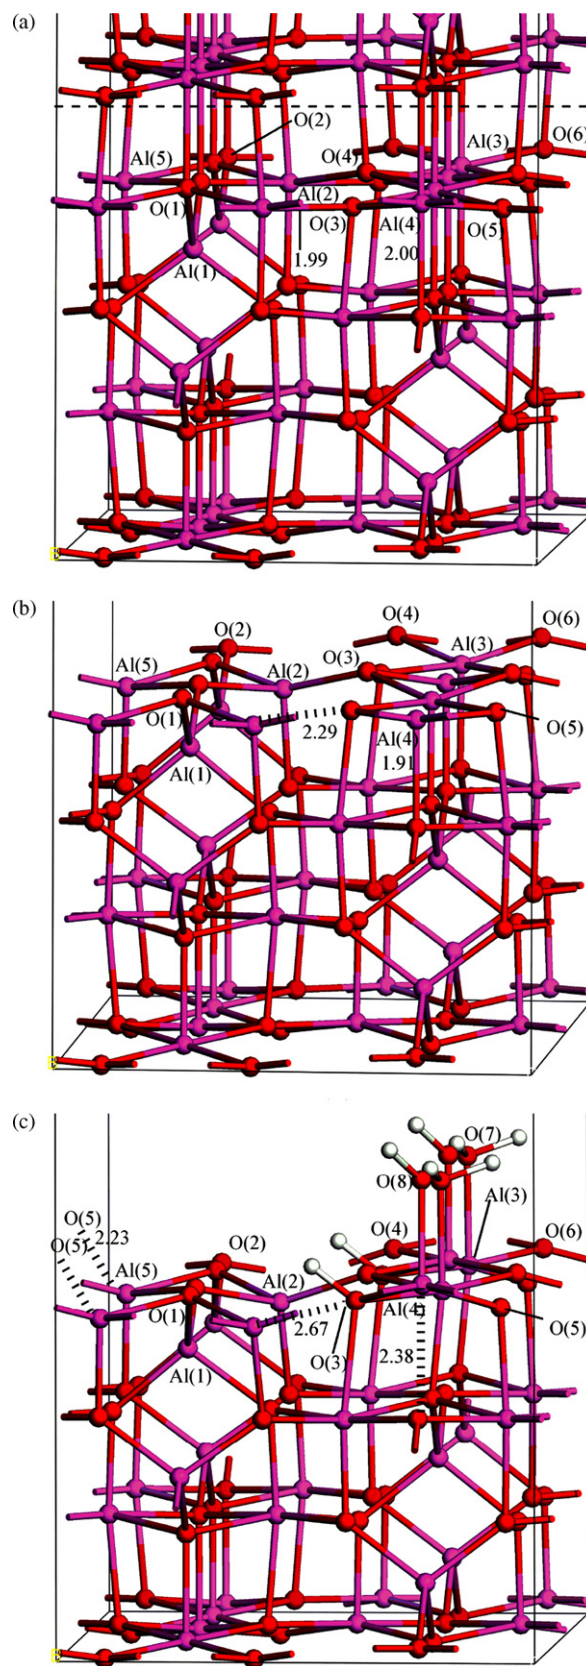 (a)
O(2)
O(6)
Al(5)
O(4)
Al(3)
O(1)
Al(2)
O(3)
Al(4)
O(5)
Al(1)
1.99
2.00
(b)
O(2)
O(4)
O(6)
Al(5)
Al(2)
O(3)
Al(3)
O(1)
2.29
Al(4)
O(5)
Al(1)
1.91
(c)
O(7)
O(8)
Al(3)
O(5)
O(5)
2.23
O(2)
O(4)
O(6)
Al(5)
Al(2)
O(1)
Al(4)
O(5)
2.67
O(3)
Al(1)
2.38